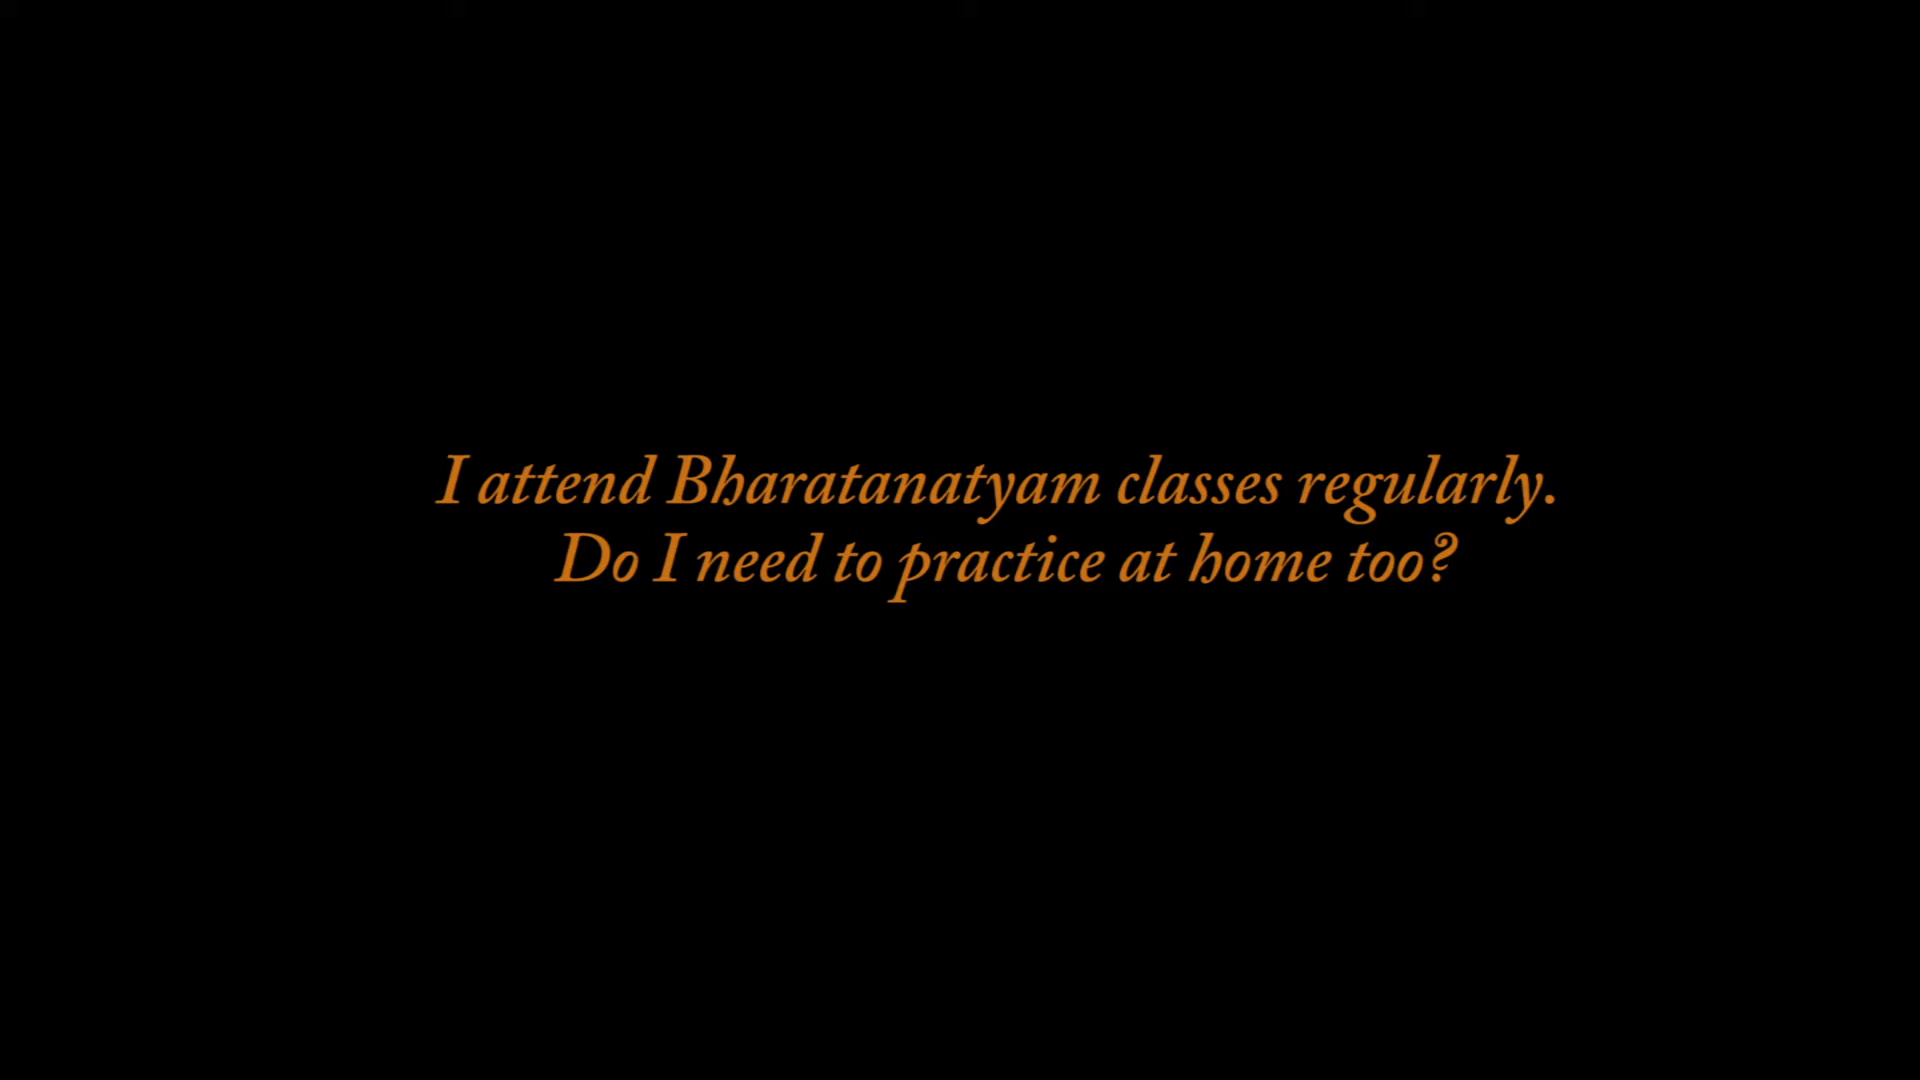 I attend Bharatanatyam classes regularly.
Do I need to practice at home too?